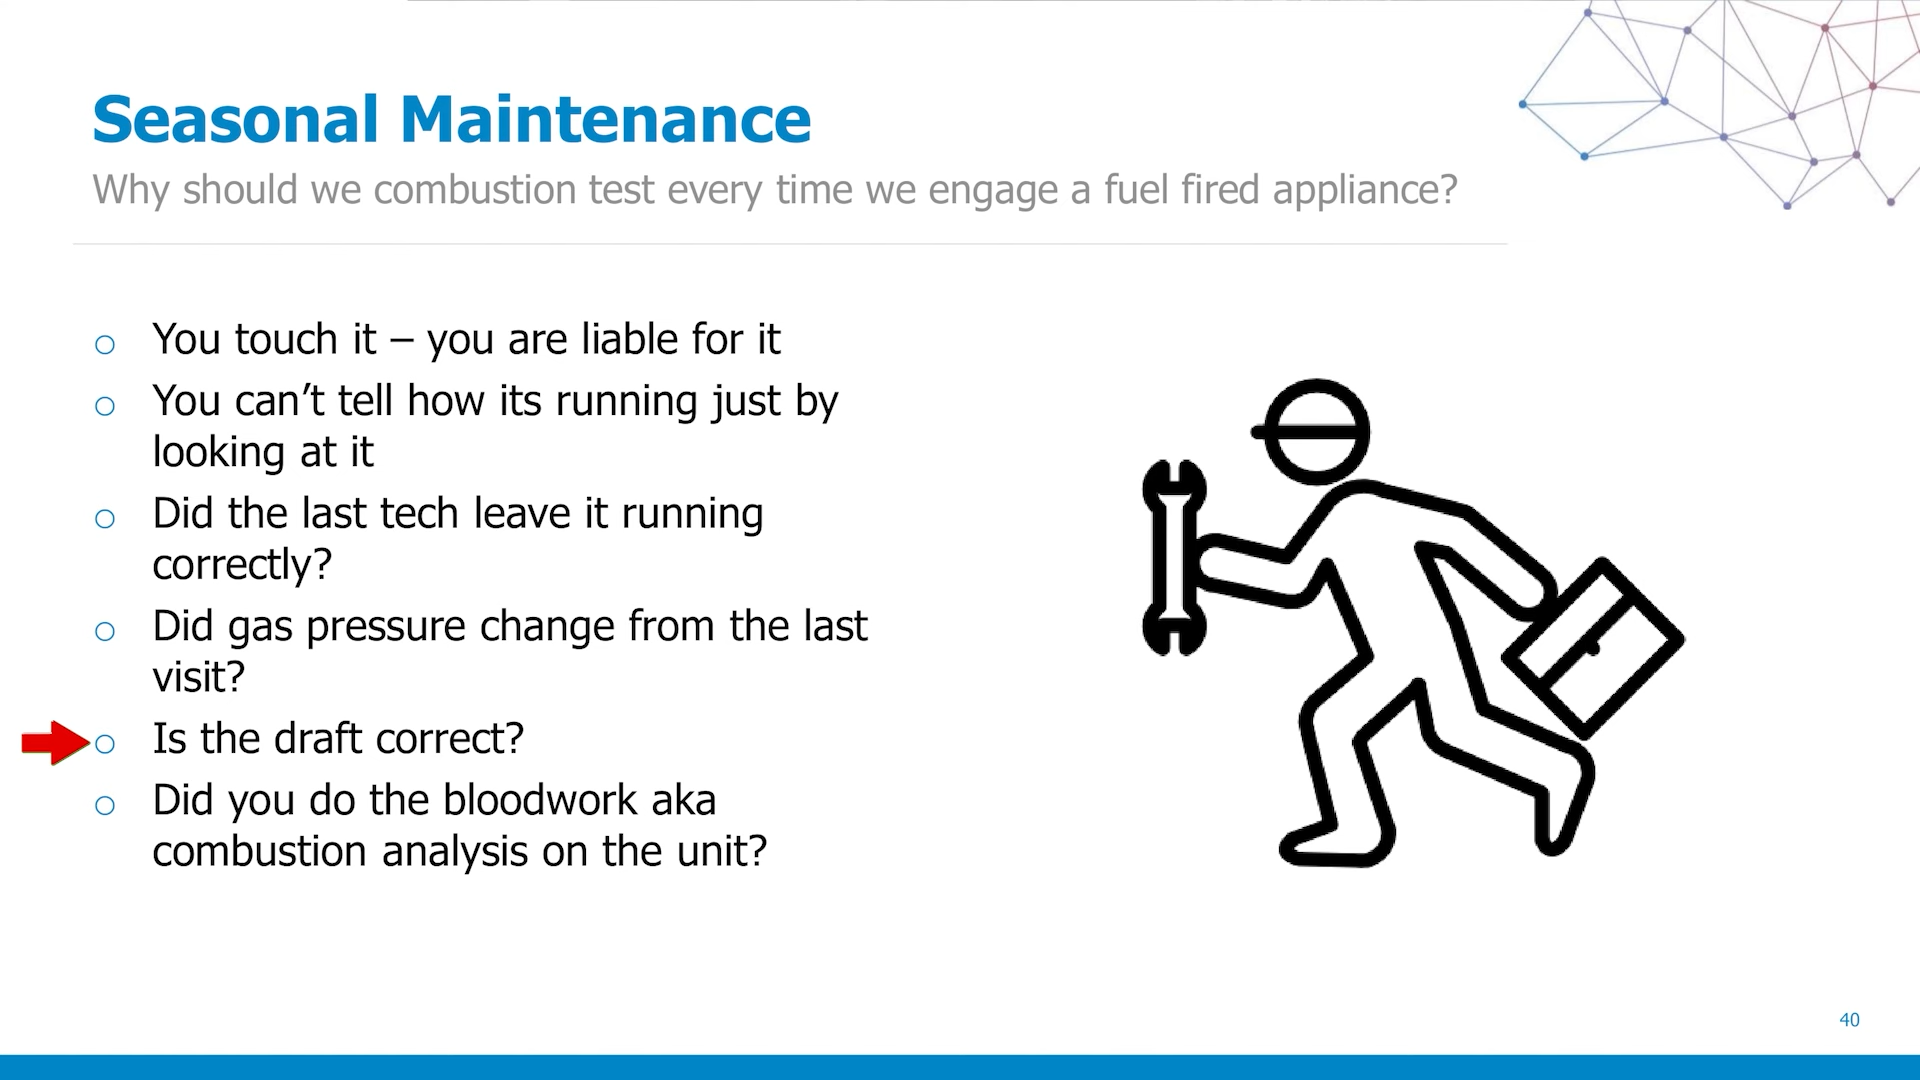 Seasonal Maintenance
Why should we combustion test every time we engage a fuel fired appliance?
o You touch it – you are liable for it
o You can’t tell how its running just by
looking at it
o Did the last tech leave it running
correctly?
o Did gas pressure change from the last
visit?
o Is the draft correct?
o Did you do the bloodwork aka
combustion analysis on the unit?
40